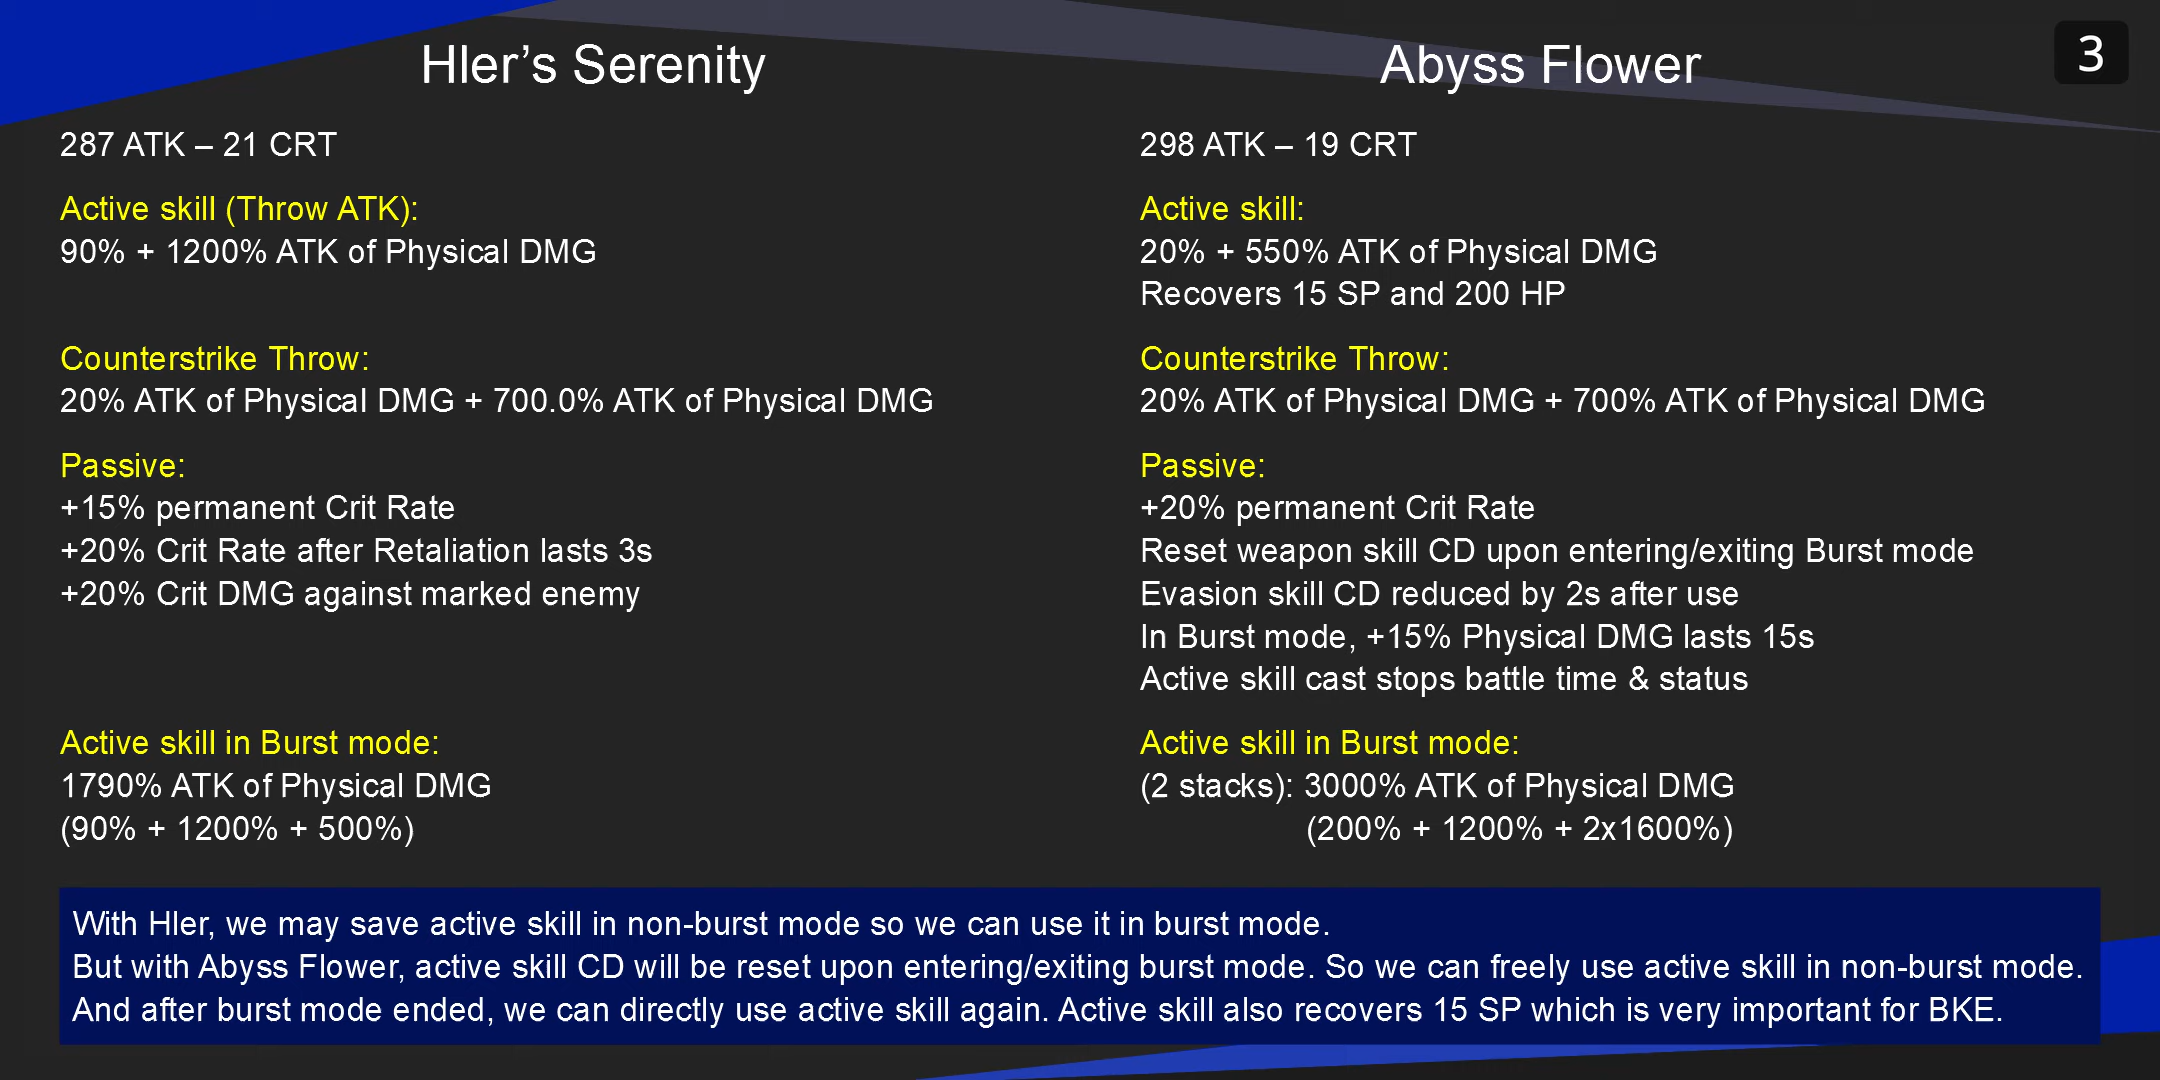 Hler’s Serenity
287 ATK – 21 CRT
Active skill (Throw ATK):
90% + 1200% ATK of Physical DMG
Counterstrike Throw:
20% ATK of Physical DMG + 700.0% ATK of Physical DMG
Passive:
+15% permanent Crit Rate
+20% Crit Rate after Retaliation lasts 3s
+20% Crit DMG against marked enemy
Active skill in Burst mode:
1790% ATK of Physical DMG
(90% + 1200% + 500%)
Abyss Flower
3
298 ATK – 19 CRT
Active skill:
20% + 550% ATK of Physical DMG
Recovers 15 SP and 200 HP
Counterstrike Throw:
20% ATK of Physical DMG + 700% ATK of Physical DMG
Passive:
+20% permanent Crit Rate
Reset weapon skill CD upon entering/exiting Burst mode
Evasion skill CD reduced by 2s after use
In Burst mode, +15% Physical DMG lasts 15s
Active skill cast stops battle time & status
Active skill in Burst mode:
(2 stacks): 3000% ATK of Physical DMG
(200% + 1200% + 2x1600%)
With Hler, we may save active skill in non-burst mode so we can use it in burst mode.
But with Abyss Flower, active skill CD will be reset upon entering/exiting burst mode. So we can freely use active skill in non-burst mode.
And after burst mode ended, we can directly use active skill again. Active skill also recovers 15 SP which is very important for BKE.